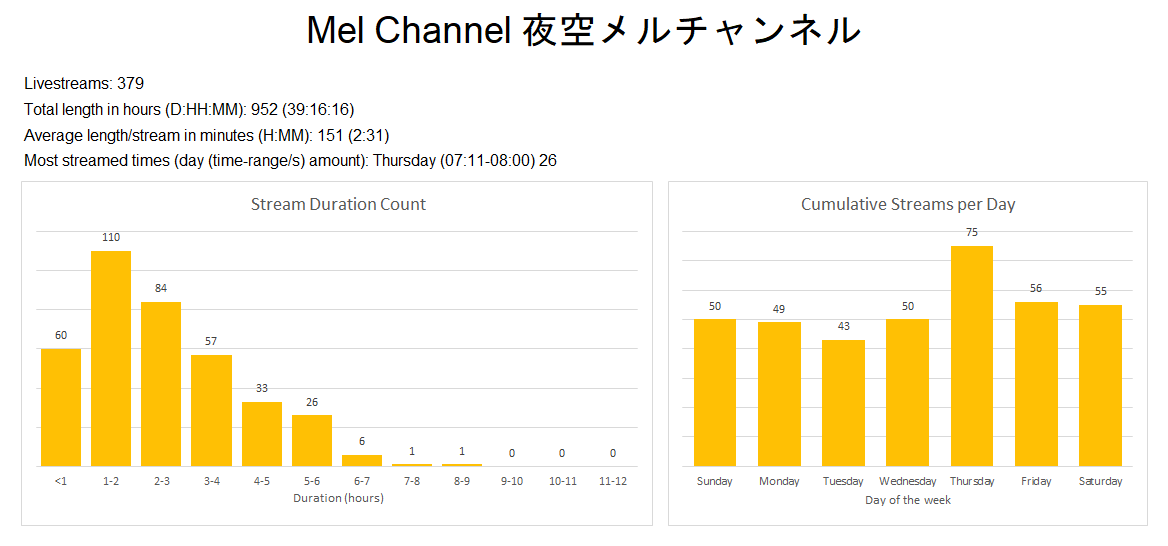 Mel Channel 夜空メルチャンネル
Livestreams: 379
Total length in hours (D:HH:MM): 952 (39:16:16)
Average length/stream in minutes (H:MM): 151 (2:31)
Most streamed times (day (time-range/s) amount): Thursday (07:11-08:00) 26
Stream Duration Count
110
84
60
57
33
26
6
1
1
0
0
0
<1 1-2 2-3 3-4 4-5 5-6 6-7 7-8 8-9 9-10 10-11 11-12
Duration (hours)
Cumulative Streams per Day
75
50
49
43
50
56
55
Sunday Monday Tuesday Wednesday Thursday Friday Saturday
Day of the week